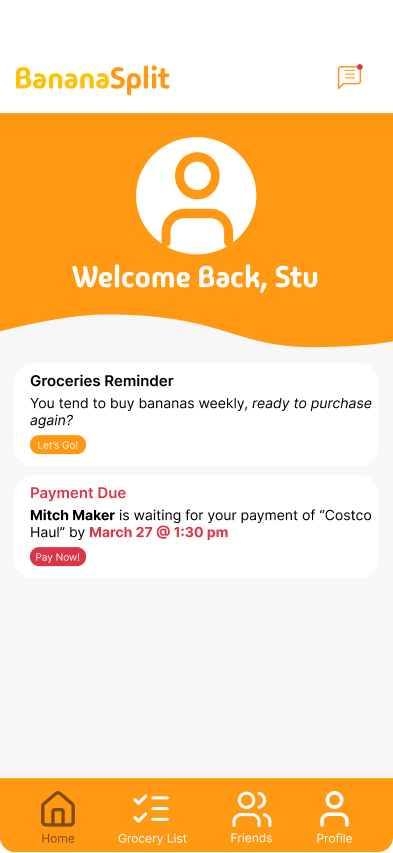 BananaSplit
Welcome Back, Stu
Groceries Reminder
You tend to buy bananas weekly, ready to purchase
again?
Let's Go!
Payment Due
Mitch Maker is waiting for your payment of “Costco
Haul” by March 27 @ 1:30 pm
Pay Now!
Home
Grocery List
Friends
Profile